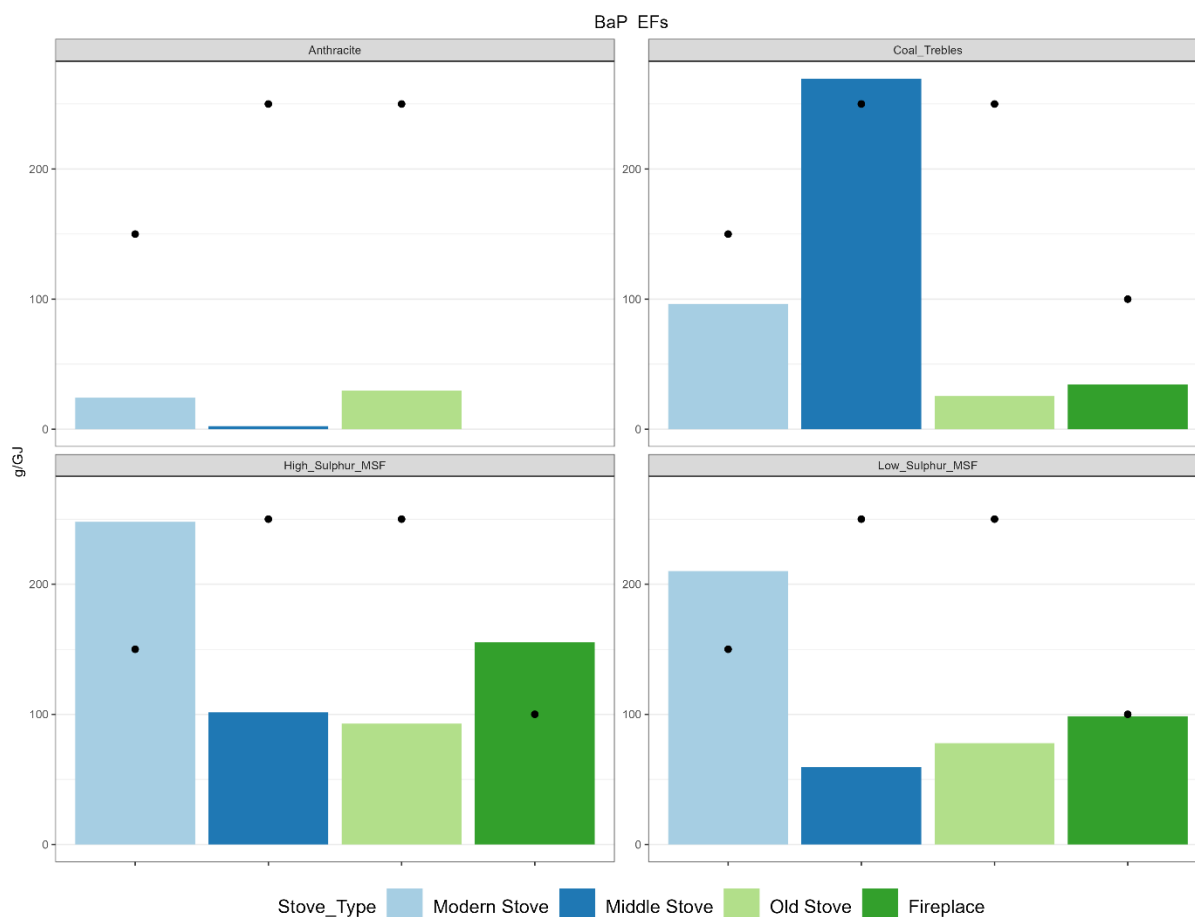 BaP EFs
Anthracite
Coal_Trebles
200
100
0
200
100
0
g/GJ
High_Sulphur_MSF
Low_Sulphur_MSF
200
100
0
200
100
0
Stove_Type Modern Stove Middle Stove Old Stove Fireplace